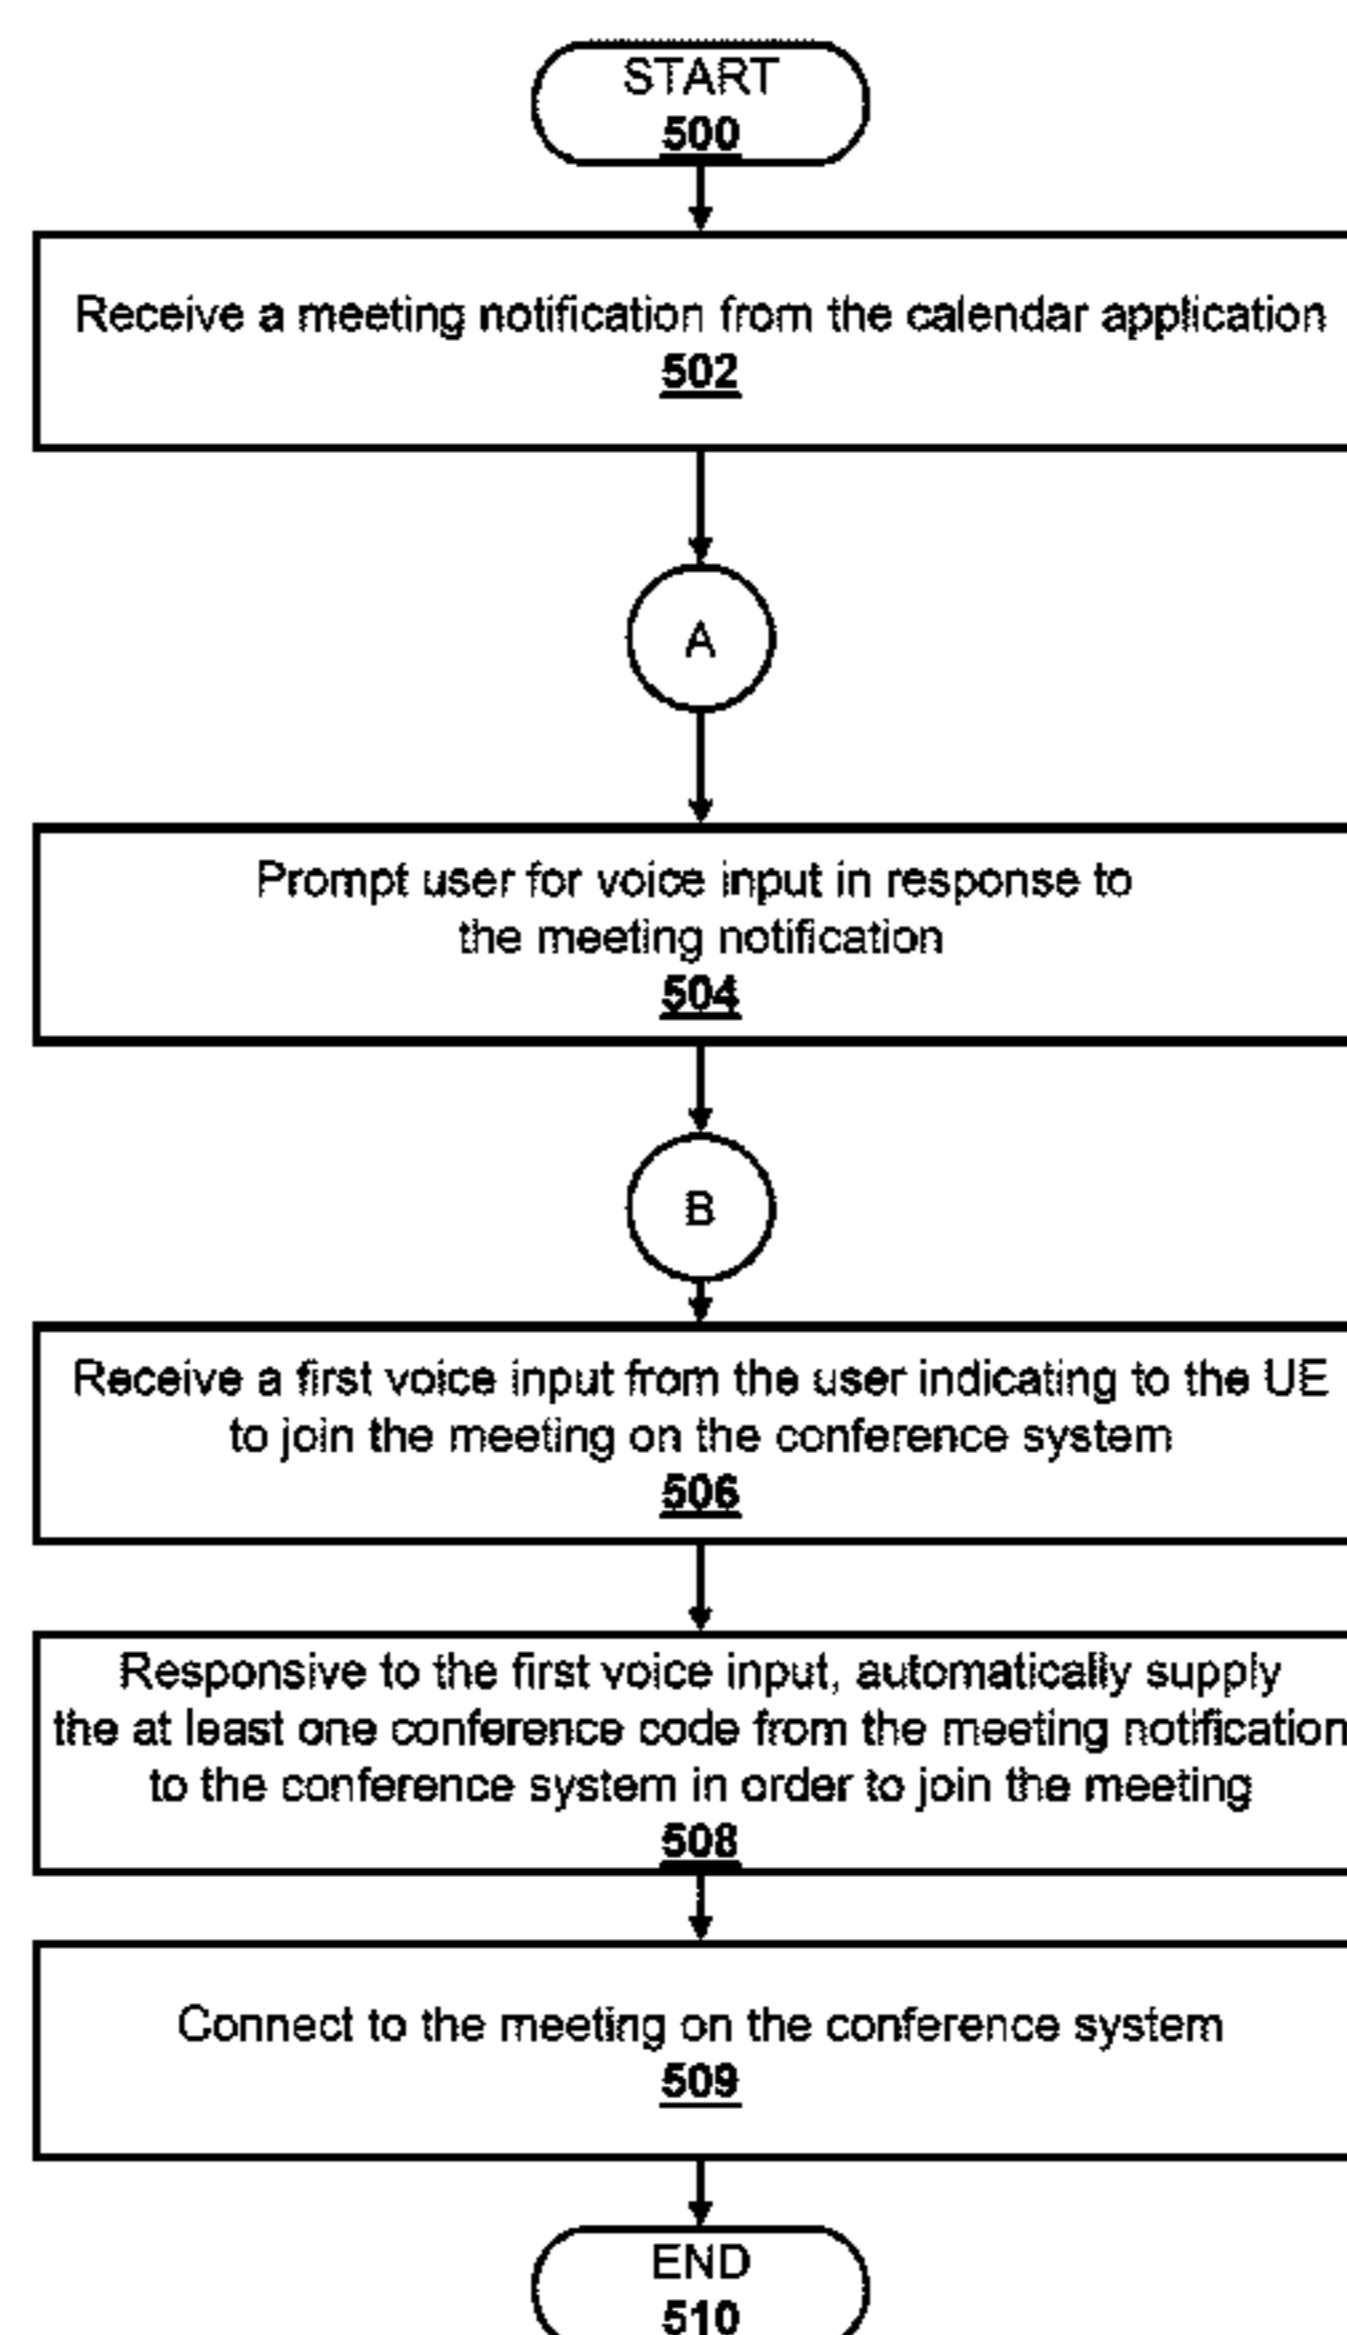 START
500
Receive a meeting notification from the calendar application
502
A
Prompt user for voice input in response to
the meeting notification
504
B
Receive a first voice input from the user indicating to the UE
to join the meeting on the conference system
506
Responsive to the first voice input, automatically supply
the at least one conference code from the meeting notification
to the conference system in order to join the meeting
508
Connect to the meeting on the conference system
509
END
510